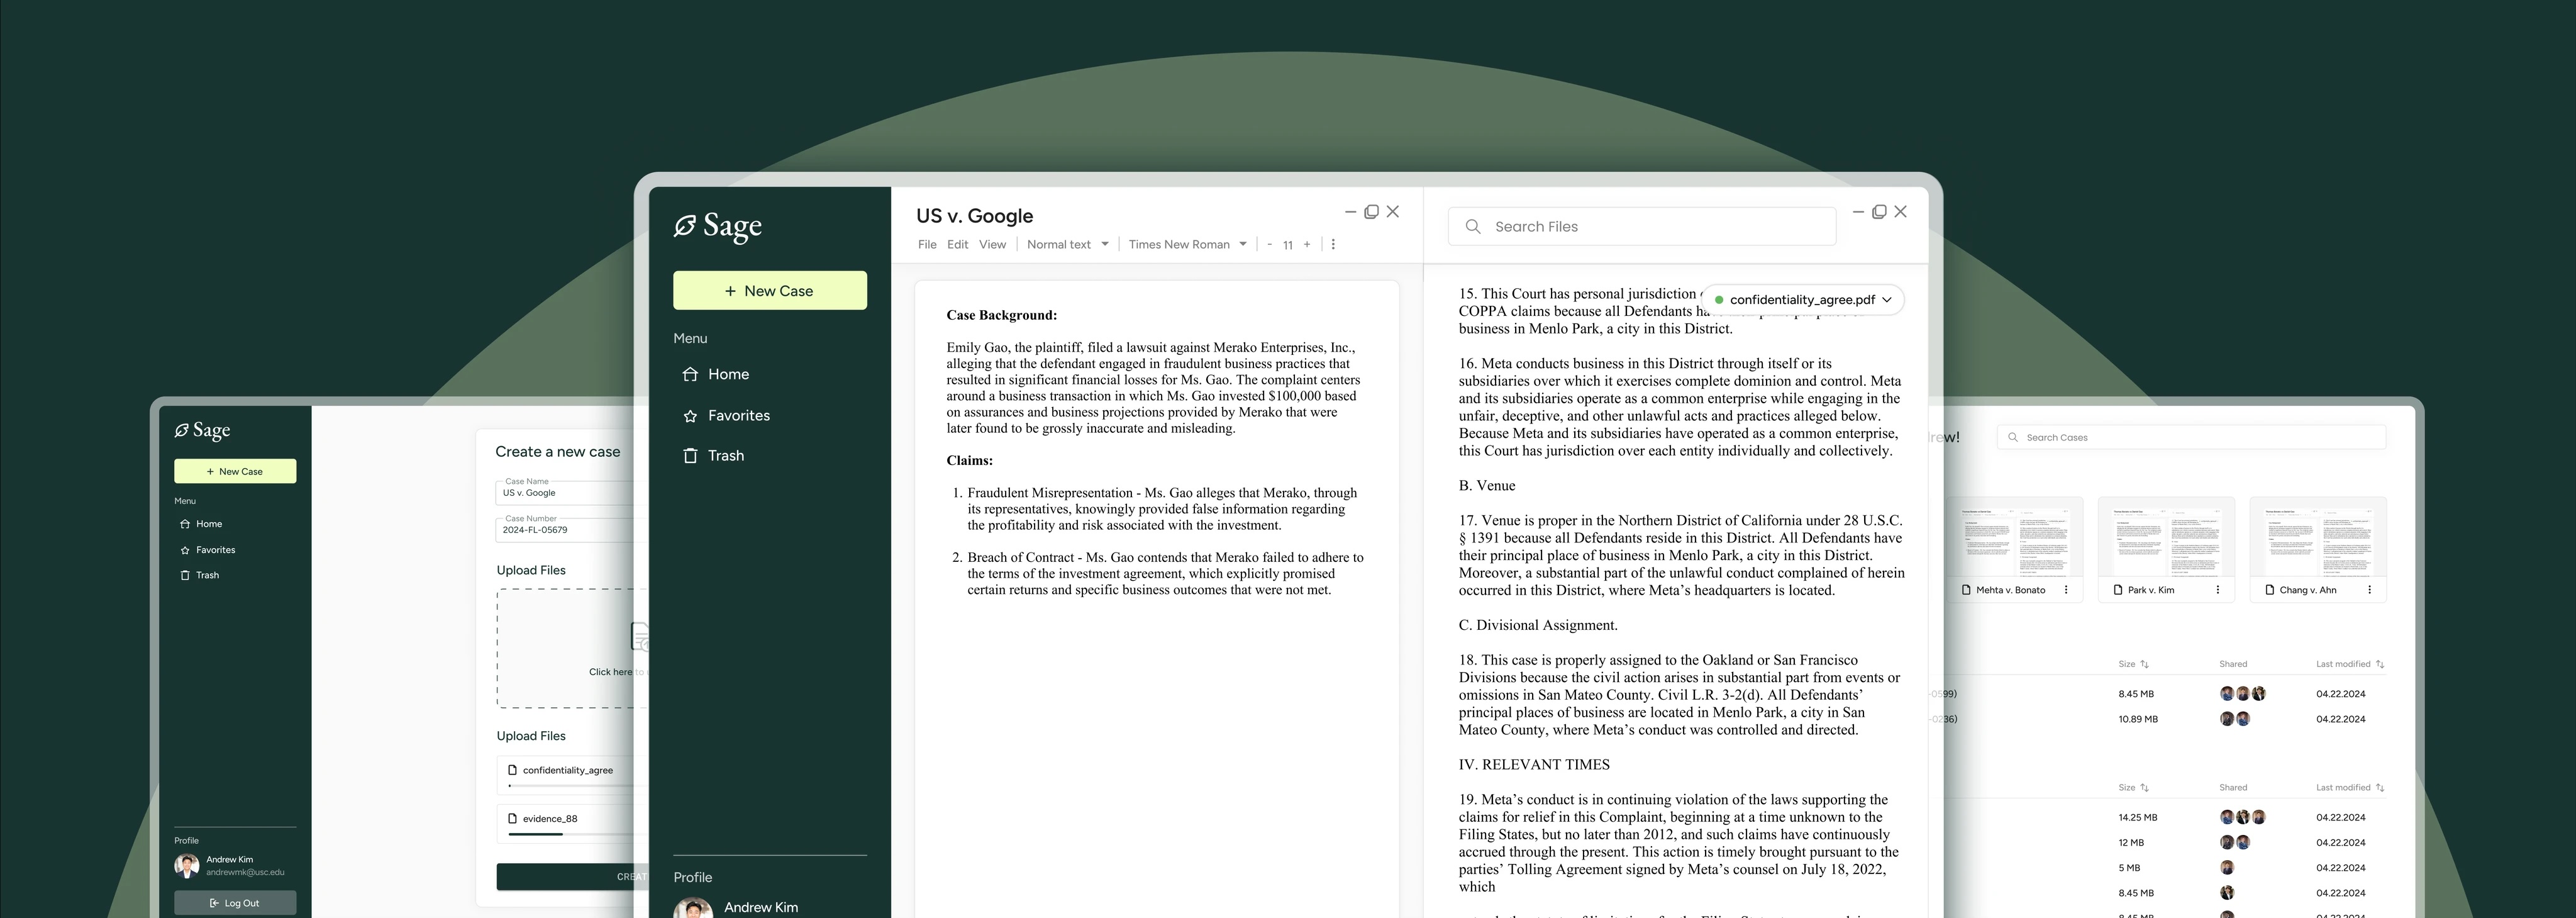 Sage
+ New Case
Menu
Home
Favorites
Trash
Profile
Andrew Kim
andrewmk@usc.edu
Log Out
Create a new case
Case Name
US v. Google
Case Number
2024-FL-05679
Upload Files
Click here to
Upload Files
confidentiality_agree
evidence_88
Sage
+ New Case
Menu
Home
Favorites
Trash
Profile
Andrew Kim
US v. Google
File Edit View Normal text Times New Roman - 11 +
Case Background:
Emily Gao, the plaintiff, filed a lawsuit against Merako Enterprises, Inc.,
alleging that the defendant engaged in fraudulent business practices that
resulted in significant financial losses for Ms. Gao. The complaint centers
around a business transaction in which Ms. Gao invested $100,000 based
on assurances and business projections provided by Merako that were
later found to be grossly inaccurate and misleading.
Claims:
1. Fraudulent Misrepresentation - Ms. Gao alleges that Merako, through
its representatives, knowingly provided false information regarding
the profitability and risk associated with the investment.
2. Breach of Contract - Ms. Gao contends that Merako failed to adhere to
the terms of the investment agreement, which explicitly promised
certain returns and specific business outcomes that were not met.
Search Files
confidentiality_agree.pdf
15. This Court has personal jurisdiction
COPPA claims because all Defendants
business in Menlo Park, a city in this District.
16. Meta conducts business in this District through itself or its
subsidiaries over which it exercises complete dominion and control. Meta
and its subsidiaries operate as a common enterprise while engaging in the
unfair, deceptive, and other unlawful acts and practices alleged below.
Because Meta and its subsidiaries have operated as a common enterprise,
this Court has jurisdiction over each entity individually and collectively.
B. Venue
17. Venue is proper in the Northern District of California under 28 U.S.C.
§ 1391 because all Defendants reside in this District. All Defendants have
their principal place of business in Menlo Park, a city in this District.
Moreover, a substantial part of the unlawful conduct complained of herein
occurred in this District, where Meta’s headquarters is located.
C. Divisional Assignment.
18. This case is properly assigned to the Oakland or San Francisco
Divisions because the civil action arises in substantial part from events or
omissions in San Mateo County. Civil L.R. 3-2(d). All Defendants’
principal places of business are located in Menlo Park, a city in San
Mateo County, where Meta’s conduct was controlled and directed.
IV. RELEVANT TIMES
19. Meta’s conduct is in continuing violation of the laws supporting the
claims for relief in this Complaint, beginning at a time unknown to the
Filing States, but no later than 2012, and such claims have continuously
accrued through the present. This action is timely brought pursuant to the
parties’ Tolling Agreement signed by Meta’s counsel on July 18, 2022,
which
Search Cases
Mehta v. Bonato
Park v. Kim
Chang v. Ahn
Size Shared Last modified
8.45 MB 04.22.2024
10.89 MB 04.22.2024
Size Shared Last modified
14.25 MB 04.22.2024
12 MB 04.22.2024
5 MB 04.22.2024
8.45 MB 04.22.2024